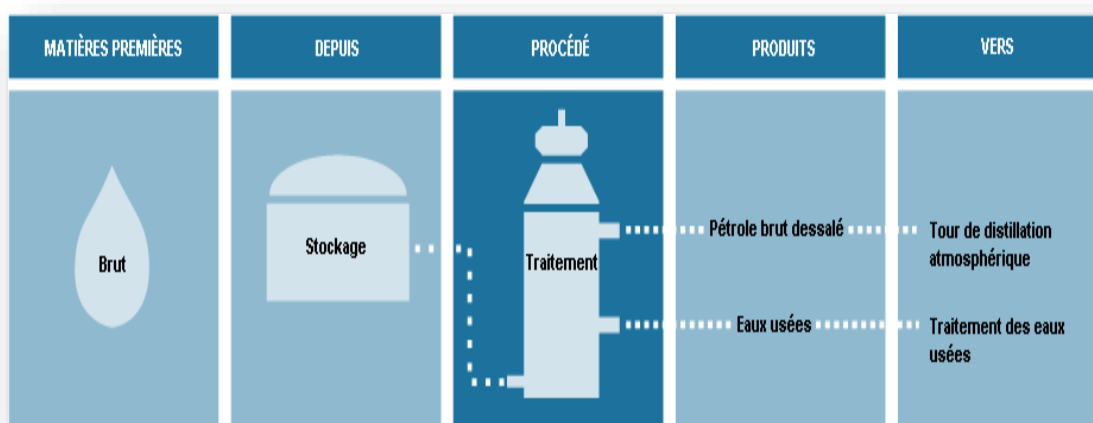 MATIÈRES PREMIÈRES
DEPUIS
PROCÉDÉ
PRODUITS
VERS
Brut
Stockage
Traitement
Pétrole brut dessalé
Tour de distillation
atmosphérique
Eaux usées
Traitement des eaux
usées